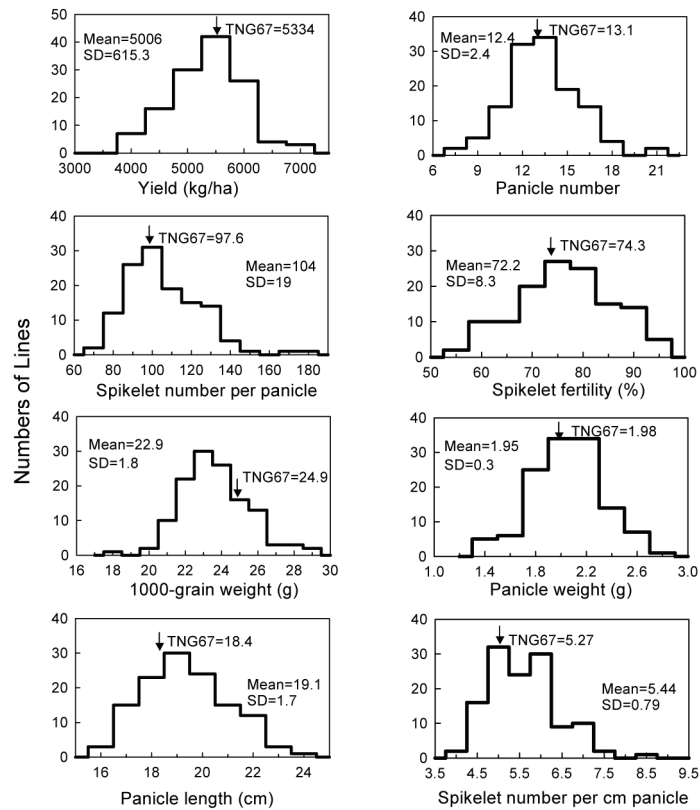 Numbers of Lines
50
40
30
20
10
0
Mean=5006
SD=615.3
TNG67=5334
3000 4000 5000 6000 7000
Yield (kg/ha)
40
30
20
10
0
Mean=12.4
SD=2.4
TNG67=13.1
6 9 12 15 18 21
Panicle number
40
30
20
10
0
TNG67=97.6
Mean=104
SD=19
60 80 100 120 140 160 180
Spikelet number per panicle
40
30
20
10
0
TNG67=74.3
Mean=72.2
SD=8.3
50 60 70 80 90 100
Spikelet fertility (%)
40
30
20
10
0
Mean=22.9
SD=1.8
TNG67=24.9
16 18 20 22 24 26 28 30
1000-grain weight (g)
40
30
20
10
0
TNG67=1.98
Mean=1.95
SD=0.3
1.0 1.4 1.8 2.2 2.6 3.0
Panicle weight (g)
40
30
20
10
0
TNG67=18.4
Mean=19.1
SD=1.7
16 18 20 22 24
Panicle length (cm)
40
30
20
10
0
TNG67=5.27
Mean=5.44
SD=0.79
3.5 4.5 5.5 6.5 7.5 8.5 9.5
Spikelet number per cm panicle